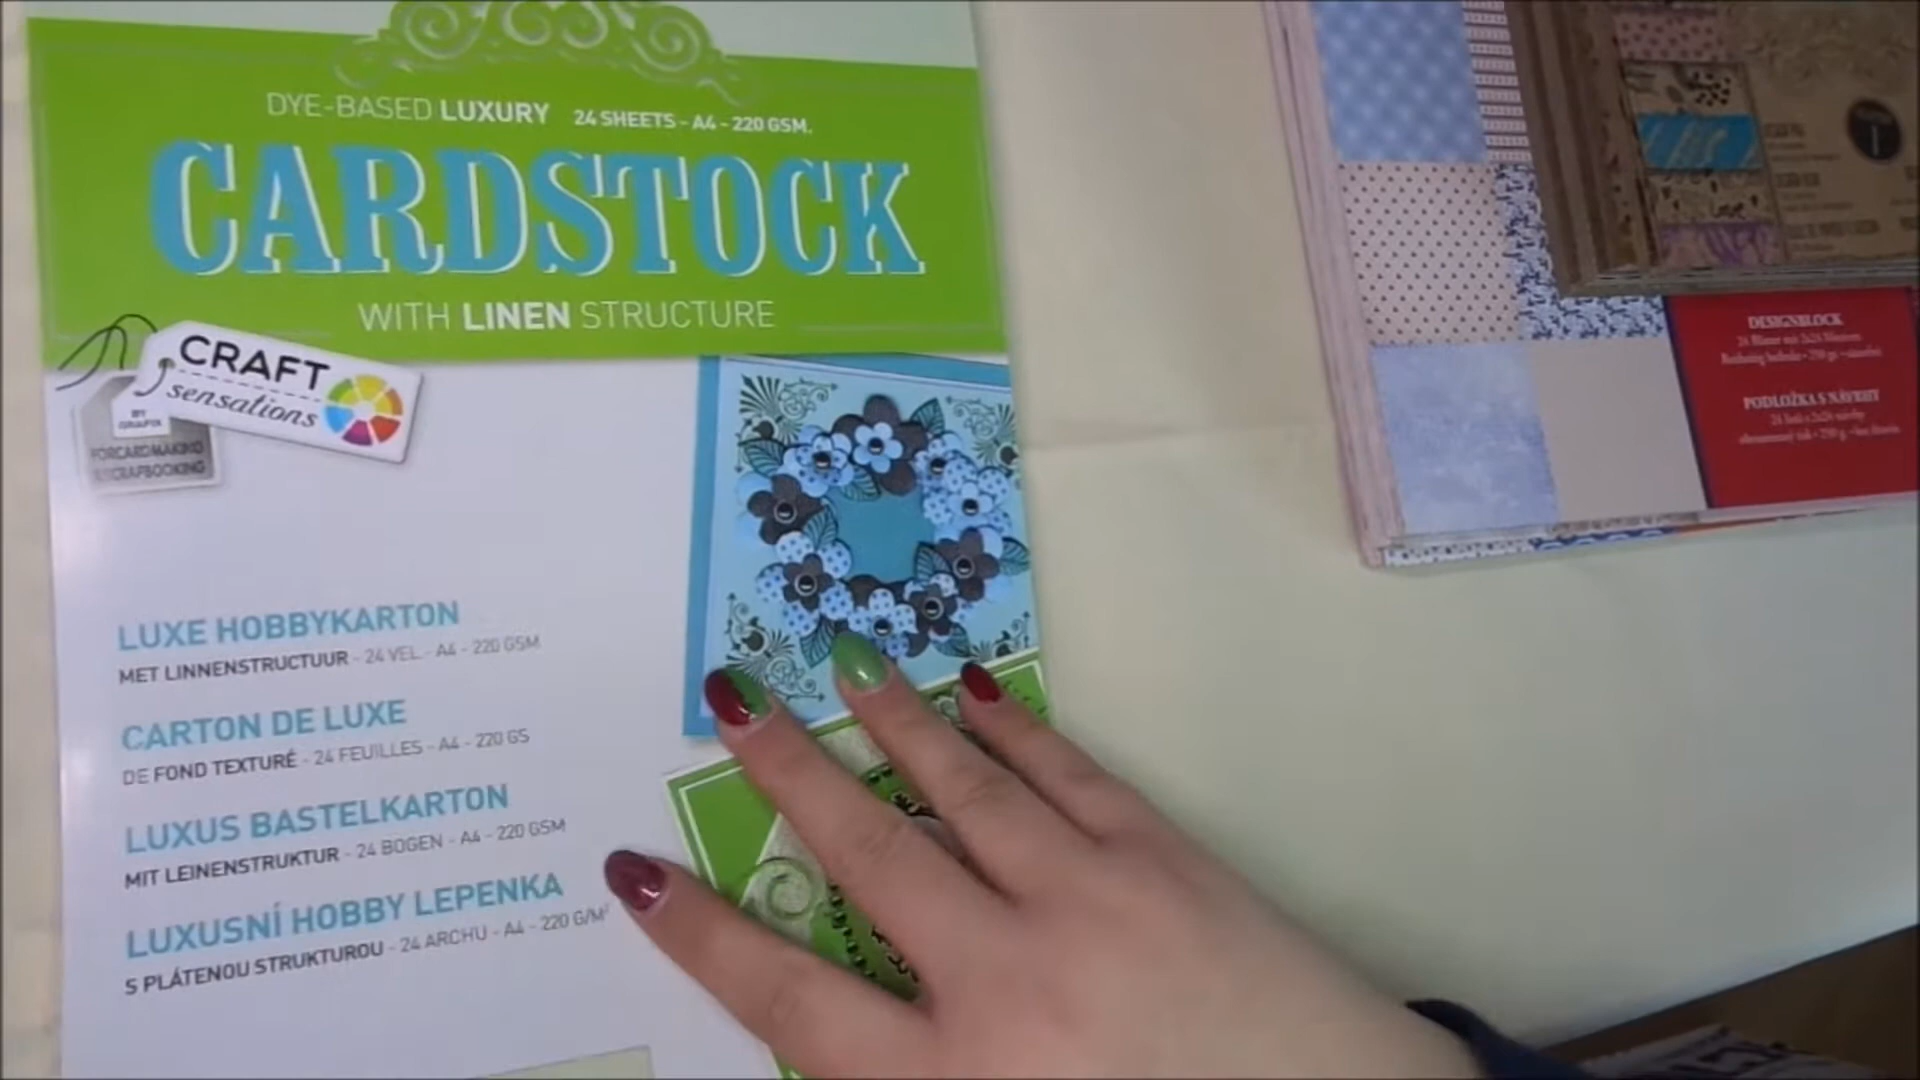 DYE-BASED LUXURY 24 SHEETS - A4 - 220 GSM.
CARDSTOCK
WITH LINEN STRUCTURE
CRAFT
sensations
BY
GRAFIX
FOR CARDMAKING
SCRAPBOOKING
LUXE HOBBYKARTON
MET LINNENSTRUCTUUR - 24 VEL - A4 - 220 GSM
CARTON DE LUXE
DE FOND TEXTURÉ - 24 FEUILLES - A4 - 220 GS
LUXUS BASTELKARTON
MIT LEINENSTRUKTUR - 24 BOGEN - A4 - 220 GSM
LUXUSNÍ HOBBY LEPENKA
S PLÁTENOU STRUKTUROU - 24 ARCHU - A4 - 220 G/M²
DESIGNBLOCK
PODLOŽKA S NÁVRHY